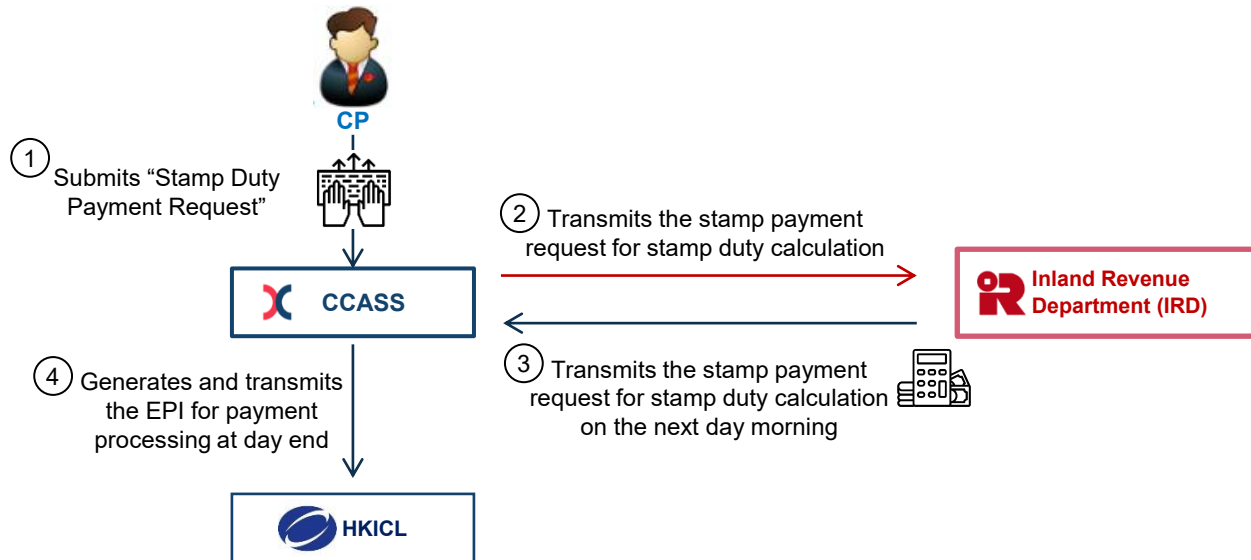 CP
1
Submits “Stamp Duty
Payment Request”
2
Transmits the stamp payment
request for stamp duty calculation
CCASS
Inland Revenue
Department (IRD)
3
Transmits the stamp payment
request for stamp duty calculation
on the next day morning
4
Generates and transmits
the EPI for payment
processing at day end
HKICL